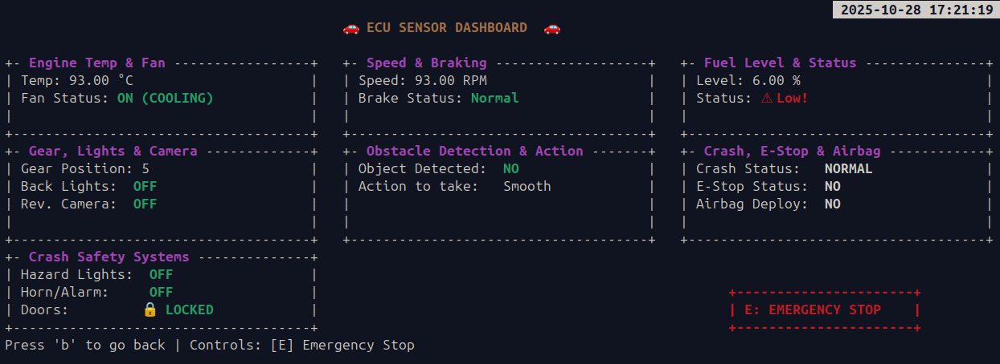 2025-10-28 17:21:19
🚗 ECU SENSOR DASHBOARD 🚗
+- Engine Temp & Fan -----------------+
| Temp: 93.00 °C |
| Fan Status: ON (COOLING) |
+- Speed & Braking -------------------+
| Speed: 93.00 RPM |
| Brake Status: Normal |
+- Fuel Level & Status ---------------+
| Level: 6.00 % |
| Status: ⚠ Low! |
+- Gear, Lights & Camera -------------+
| Gear Position: 5 |
| Back Lights: OFF |
| Rev. Camera: OFF |
+- Obstacle Detection & Action -------+
| Object Detected: NO |
| Action to take: Smooth |
+- Crash, E-Stop & Airbag ------------+
| Crash Status: NORMAL |
| E-Stop Status: NO |
| Airbag Deploy: NO |
+- Crash Safety Systems --------------+
| Hazard Lights: OFF |
| Horn/Alarm: OFF |
| Doors: 🔒 LOCKED |
+----------------------+
| E: EMERGENCY STOP |
+----------------------+
Press 'b' to go back | Controls: [E] Emergency Stop